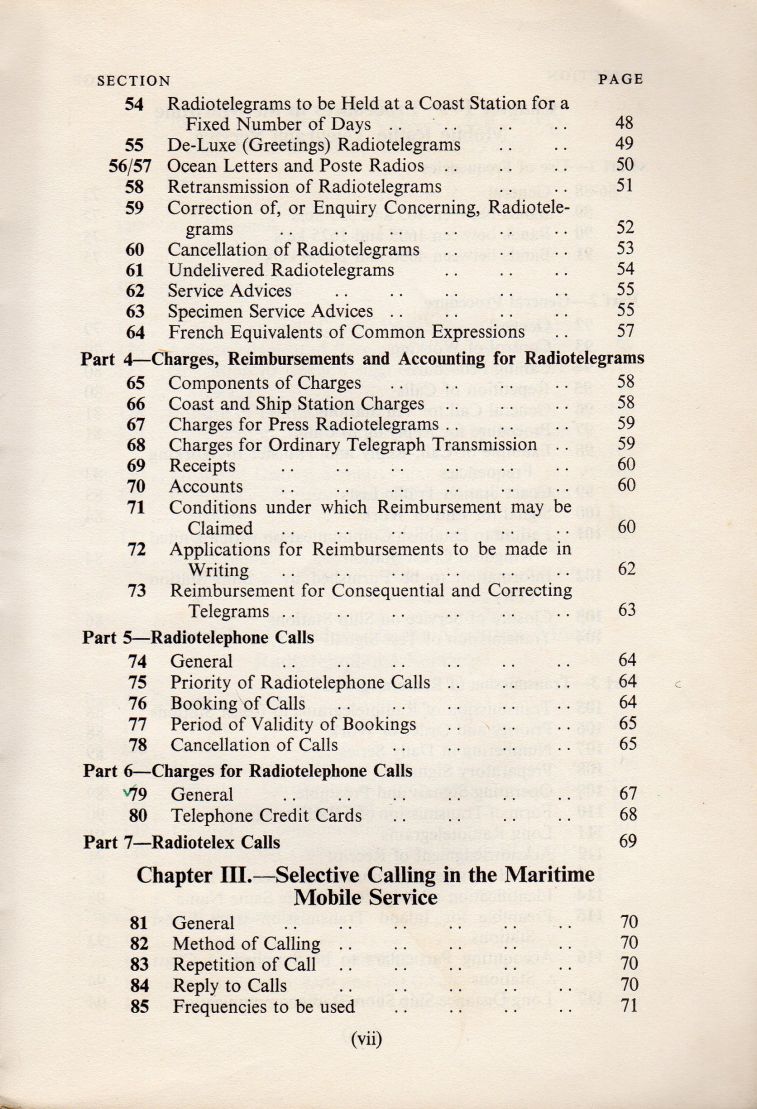 SECTION PAGE
54 Radiotelegrams to be Held at a Coast Station for a
Fixed Number of Days .. .. .. .. 48
55 De-Luxe (Greetings) Radiotelegrams .. .. 49
56/57 Ocean Letters and Poste Radios .. .. .. 50
58 Retransmission of Radiotelegrams .. 51
59 Correction of, or Enquiry Concerning, Radiotele-
grams .. .. .. .. .. .. 52
60 Cancellation of Radiotelegrams .. .. .. 53
61 Undelivered Radiotelegrams .. .. .. 54
62 Service Advices .. .. .. .. .. 55
63 Specimen Service Advices .. .. .. .. 55
64 French Equivalents of Common Expressions .. 57
Part 4—Charges, Reimbursements and Accounting for Radiotelegrams
65 Components of Charges .. .. .. .. 58
66 Coast and Ship Station Charges .. .. .. 58
67 Charges for Press Radiotelegrams .. .. .. 59
68 Charges for Ordinary Telegraph Transmission .. 59
69 Receipts .. .. .. .. .. .. 60
70 Accounts .. .. .. .. .. .. 60
71 Conditions under which Reimbursement may be
Claimed .. .. .. .. .. .. 60
72 Applications for Reimbursements to be made in
Writing .. .. .. .. .. .. 62
73 Reimbursement for Consequential and Correcting
Telegrams .. .. .. .. .. .. 63
Part 5—Radiotelephone Calls
74 General .. .. .. .. .. .. 64
75 Priority of Radiotelephone Calls .. .. .. 64
76 Booking of Calls .. .. .. .. .. 64
77 Period of Validity of Bookings .. .. .. 65
78 Cancellation of Calls .. .. .. .. 65
Part 6—Charges for Radiotelephone Calls
79 General .. .. .. .. .. .. 67
80 Telephone Credit Cards .. .. .. .. 68
Part 7—Radiotelex Calls 69
Chapter III.—Selective Calling in the Maritime
Mobile Service
81 General .. .. .. .. .. .. 70
82 Method of Calling .. .. .. .. .. 70
83 Repetition of Call .. .. .. .. .. 70
84 Reply to Calls .. .. .. .. .. 70
85 Frequencies to be used .. .. .. .. 71
(vii)